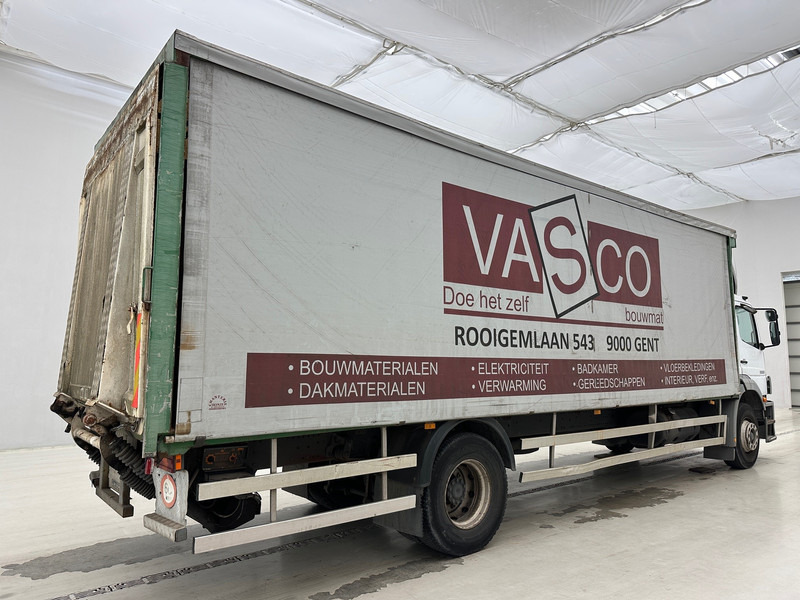 VASCO
Doe het zelf
bouwmat
ROOIGEMLAAN 543 9000 GENT
• BOUWMATERIALEN • ELEKTRICITEIT • BADKAMER • VLOERBEKLEDINGEN
• DAKMATERIALEN • VERWARMING • GEREEDSCHAPPEN • INTERIEUR, VERF, enz.